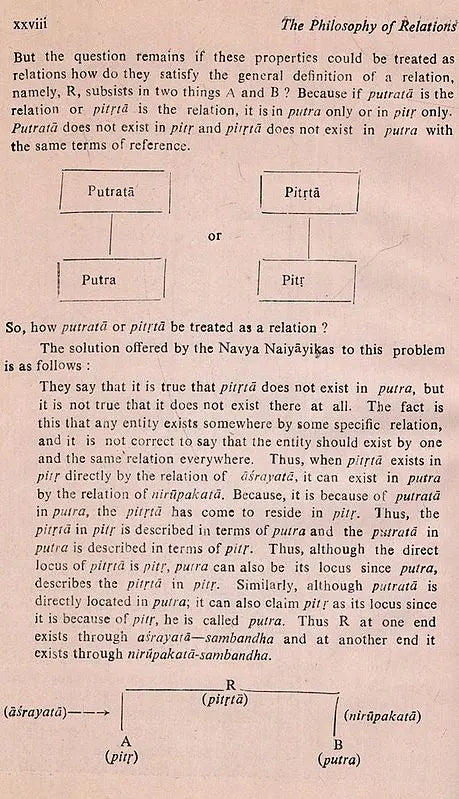 xxviii The Philosophy of Relations
But the question remains if these properties could be treated as
relations how do they satisfy the general definition of a relation,
namely, R, subsists in two things A and B ? Because if putratā is the
relation or pitṛtā is the relation, it is in putra only or in pitṛ only.
Putratā does not exist in pitṛ and pitṛtā does not exist in putra with
the same terms of reference.
Putratā Pitṛtā
or
Putra Pitṛ
So, how putratā or pitṛtā be treated as a relation ?
The solution offered by the Navya Naiyāyikas to this problem
is as follows :
They say that it is true that pitṛtā does not exist in putra, but
it is not true that it does not exist there at all. The fact is
this that any entity exists somewhere by some specific relation,
and it is not correct to say that the entity should exist by one
and the same relation everywhere. Thus, when pitṛtā exists in
pitṛ directly by the relation of āśrayatā, it can exist in putra
by the relation of nirūpakatā. Because, it is because of putratā
in putra, the pitṛtā has come to reside in pitṛ. Thus, the
pitṛtā in pitṛ is described in terms of putra and the putratā in
putra is described in terms of pitṛ. Thus, although the direct
locus of pitṛtā is pitṛ, putra can also be its locus since putra,
describes the pitṛtā in pitṛ. Similarly, although putratā is
directly located in putra; it can also claim pitṛ as its locus since
it is because of pitṛ, he is called putra. Thus R at one end
exists through aśrayatā—sambandha and at another end it
exists through nirūpakatā-sambandha.
R
(pitṛtā)
(āśrayatā) (nirūpakatā)
A B
(pitṛ) (putra)